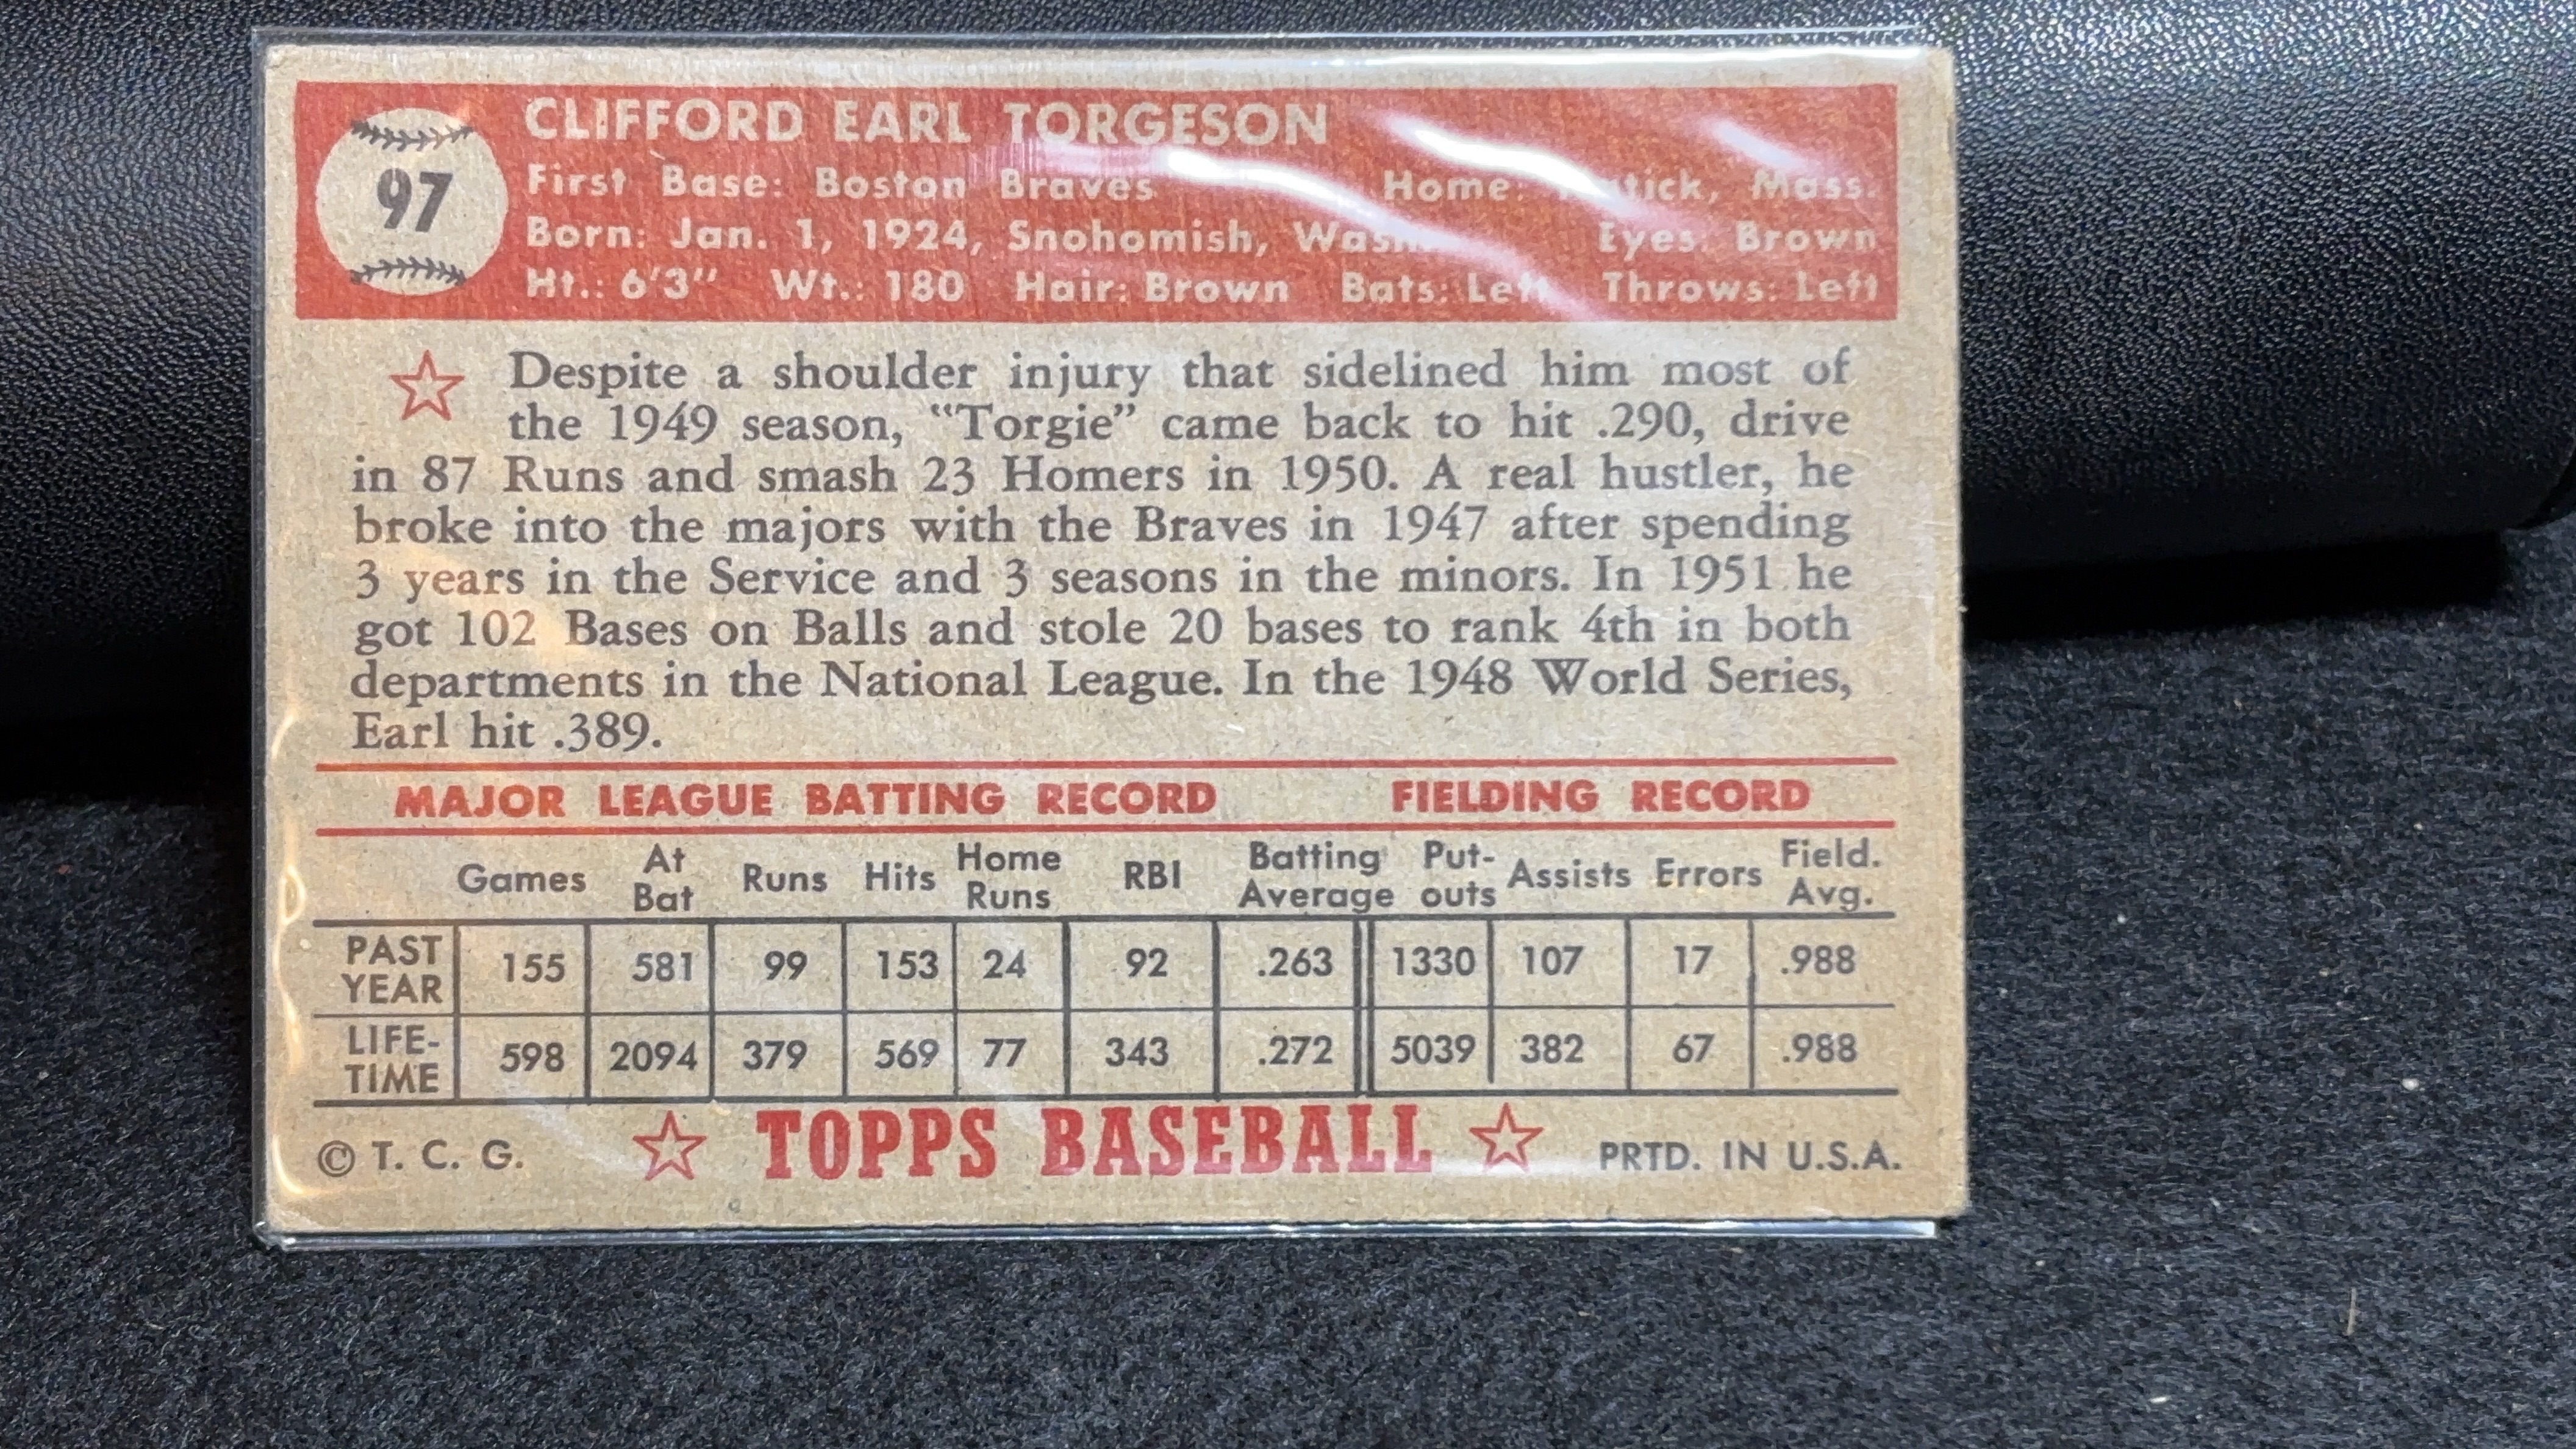 97
CLIFFORD EARL TORGESON
First Base: Boston Braves Home: Mass.
Born: Jan. 1, 1924, Snohomish, Eyes: Brown
Ht.: 6'3" Wt.: 180 Hair: Brown Bats: Left Throws: Left
Despite a shoulder injury that sidelined him most of
the 1949 season, "Torgie" came back to hit .290, drive
in 87 Runs and smash 23 Homers in 1950. A real hustler, he
broke into the majors with the Braves in 1947 after spending
3 years in the Service and 3 seasons in the minors. In 1951 he
got 102 Bases on Balls and stole 20 bases to rank 4th in both
departments in the National League. In the 1948 World Series,
Earl hit .389.
MAJOR LEAGUE BATTING RECORD FIELDING RECORD
Games At Bat Runs Hits Home Runs RBI Batting Average Put-outs Assists Errors Field. Avg.
PAST YEAR 155 581 99 153 24 92 .263 1330 107 17 .988
LIFE-TIME 598 2094 379 569 77 343 .272 5039 382 67 .988
© T. C. G. TOPPS BASEBALL PRTD. IN U.S.A.